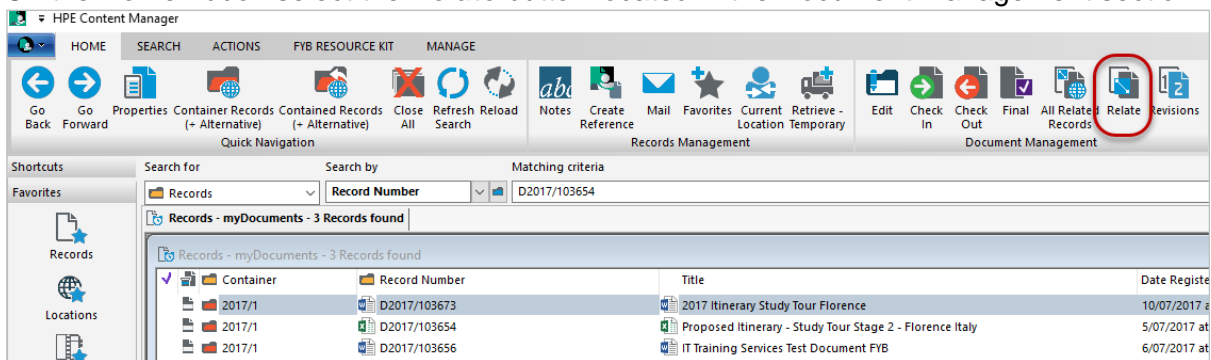 HPE Content Manager
HOME SEARCH ACTIONS FYB RESOURCE KIT MANAGE
abc
2
1
Go Back Go Forward Properties Container Records (+ Alternative) Contained Records (+ Alternative) Close All Refresh Search Reload Notes Create Reference Mail Favorites Current Location Retrieve - Temporary Edit Check In Check Out Final All Related Records Relate Revisions
Quick Navigation Records Management Document Management
Shortcuts Search for Search by Matching criteria
Favorites Records Record Number D2017/103654
Records - myDocuments - 3 Records found
Records Records - myDocuments - 3 Records found
Container Record Number Title Date Registe
2017/1 D2017/103673 2017 Itinerary Study Tour Florence 10/07/2017 a
Locations 2017/1 D2017/103654 Proposed Itinerary - Study Tour Stage 2 - Florence Italy 5/07/2017 at
2017/1 D2017/103656 IT Training Services Test Document FYB 6/07/2017 at